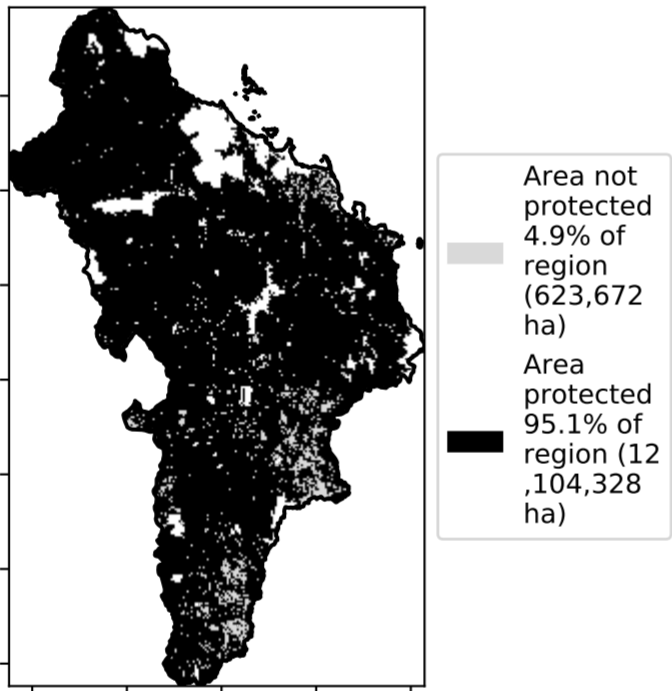 Area not
protected
4.9% of
region
(623,672
ha)
Area
protected
95.1% of
region (12
,104,328
ha)